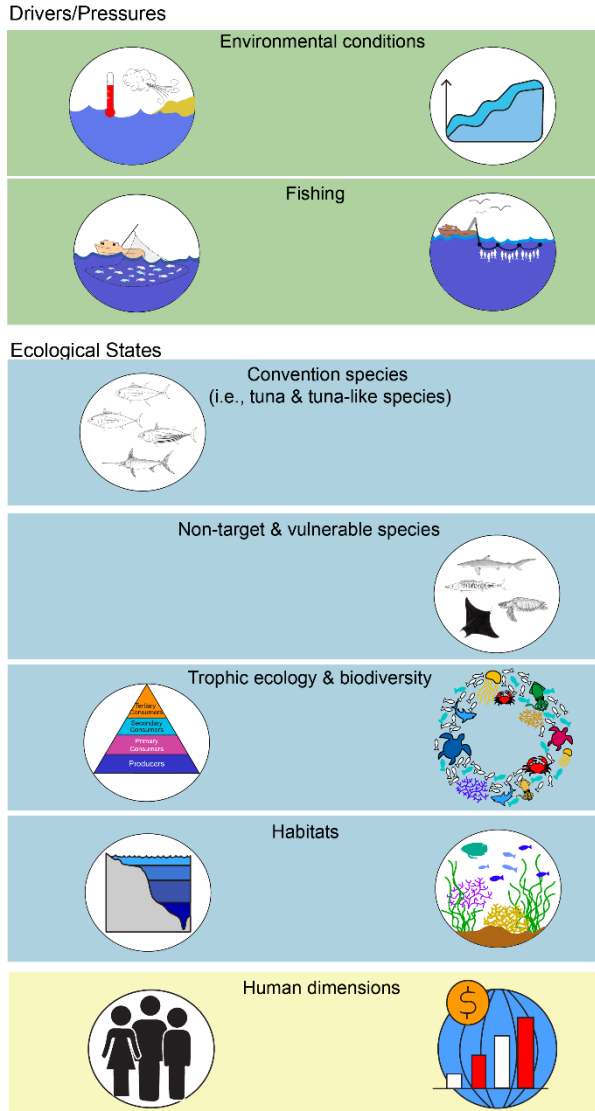 Drivers/Pressures
Environmental conditions
Fishing
Ecological States
Convention species
(i.e., tuna & tuna-like species)
Non-target & vulnerable species
Trophic ecology & biodiversity
Tertiary
Consumers
Secondary
Consumers
Primary
Consumers
Producers
Habitats
Human dimensions
$